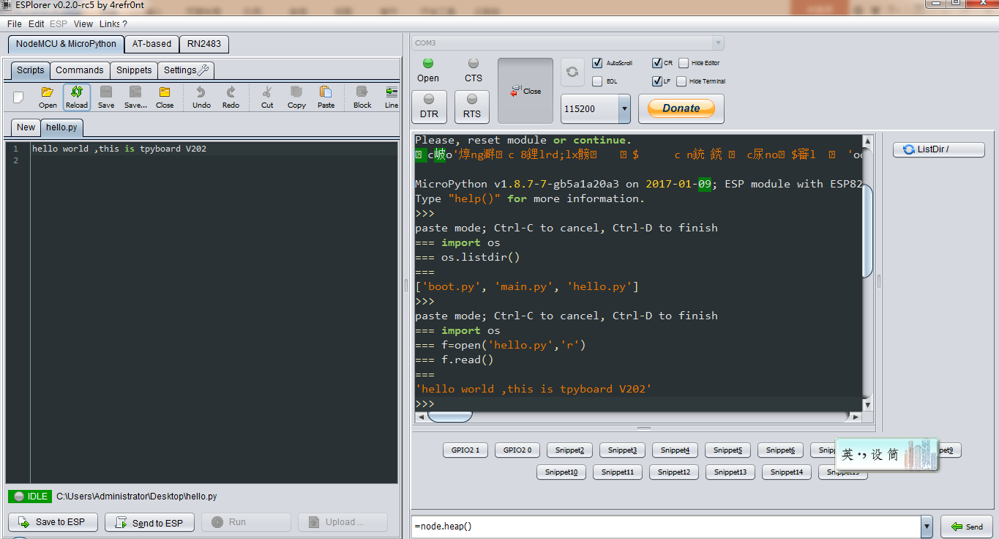 ESPlorer v0.2.0-rc5 by 4refr0nt
File Edit ESP View Links ?
NodeMCU & MicroPython AT-based RN2483
Scripts Commands Snippets Settings
Open Reload Save Save... Close Undo Redo Cut Copy Paste Block Line
New hello.py
1 hello world ,this is tpyboard V202
2
IDLE C:\Users\Administrator\Desktop\hello.py
Save to ESP Send to ESP Run Upload ...
COM3
Open CTS
DTR RTS
Close
AutoScroll CR Hide Editor
EOL LF Hide Terminal
115200
Donate
Please, reset module or continue.
MicroPython v1.8.7-7-gb5a1a20a3 on 2017-01-09; ESP module with ESP82
Type "help()" for more information.
>>>
paste mode; Ctrl-C to cancel, Ctrl-D to finish
=== import os
=== os.listdir()
===
['boot.py', 'main.py', 'hello.py']
>>>
paste mode; Ctrl-C to cancel, Ctrl-D to finish
=== import os
=== f=open('hello.py','r')
=== f.read()
===
'hello world ,this is tpyboard V202'
>>>
ListDir /
GPIO2 1 GPIO2 0 Snippet2 Snippet3 Snippet4 Snippet5 Snippet6
英 设 简
Snippet10 Snippet11 Snippet12 Snippet13 Snippet14
=node.heap()
Send